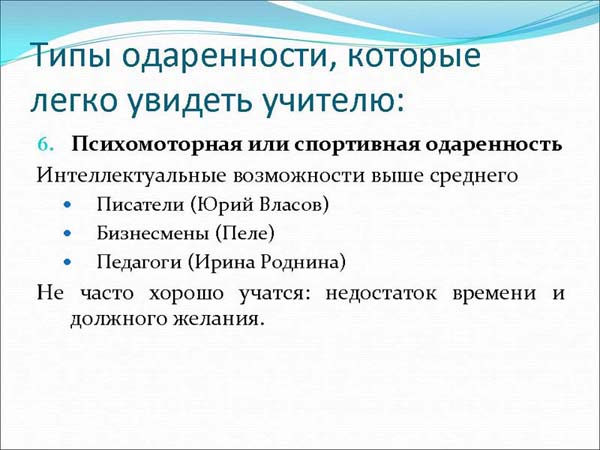 Типы одаренности, которые
легко увидеть учителю:
6. Психомоторная или спортивная одаренность
Интеллектуальные возможности выше среднего
• Писатели (Юрий Власов)
• Бизнесмены (Пеле)
• Педагоги (Ирина Роднина)
Не часто хорошо учатся: недостаток времени и
должного желания.